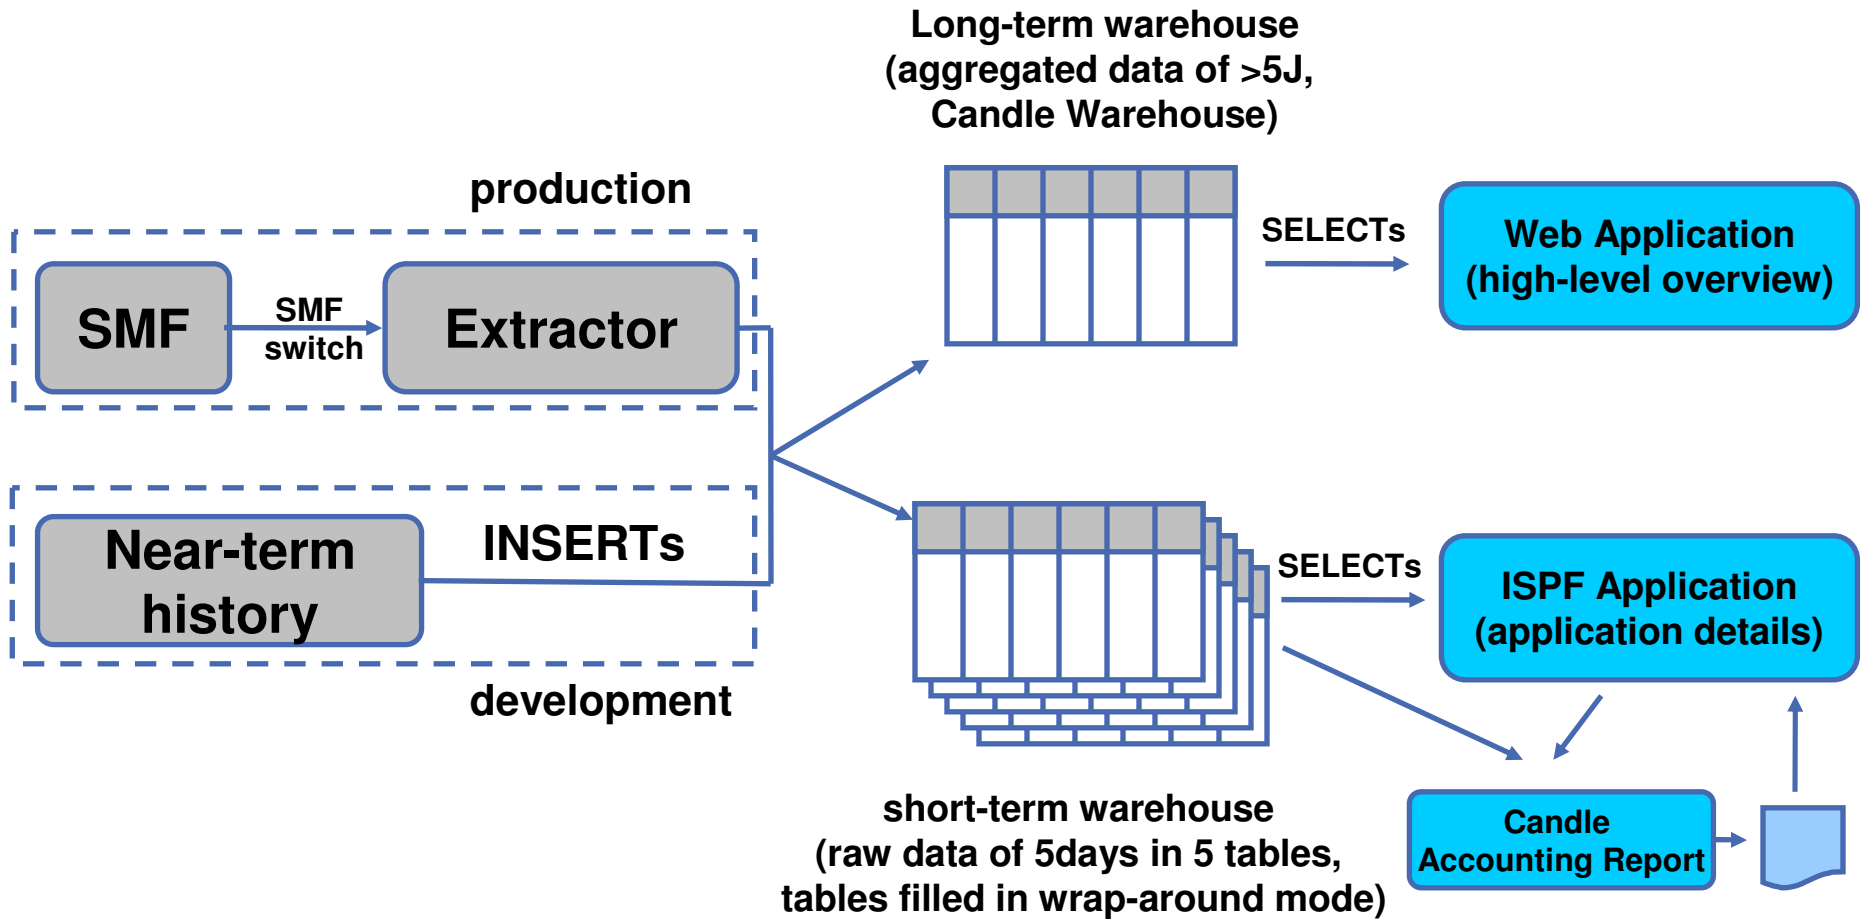 Long-term warehouse
(aggregated data of >5J,
Candle Warehouse)
production
SMF
SMF
switch
Extractor
SELECTs
Web Application
(high-level overview)
Near-term
history
INSERTs
development
SELECTs
ISPF Application
(application details)
short-term warehouse
(raw data of 5days in 5 tables,
tables filled in wrap-around mode)
Candle
Accounting Report